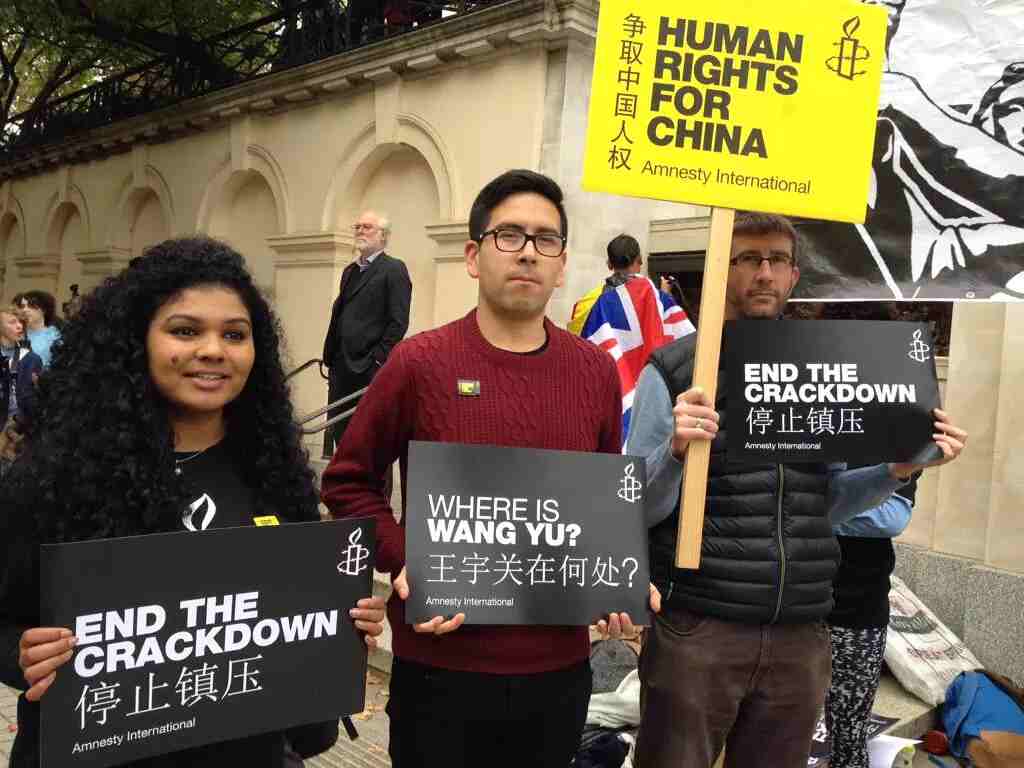 争取中国人权
HUMAN
RIGHTS
FOR
CHINA
Amnesty International
END THE
CRACKDOWN
停止镇压
Amnesty International
WHERE IS
WANG YU?
王宇关在何处?
Amnesty International
END THE
CRACKDOWN
停止镇压
Amnesty International